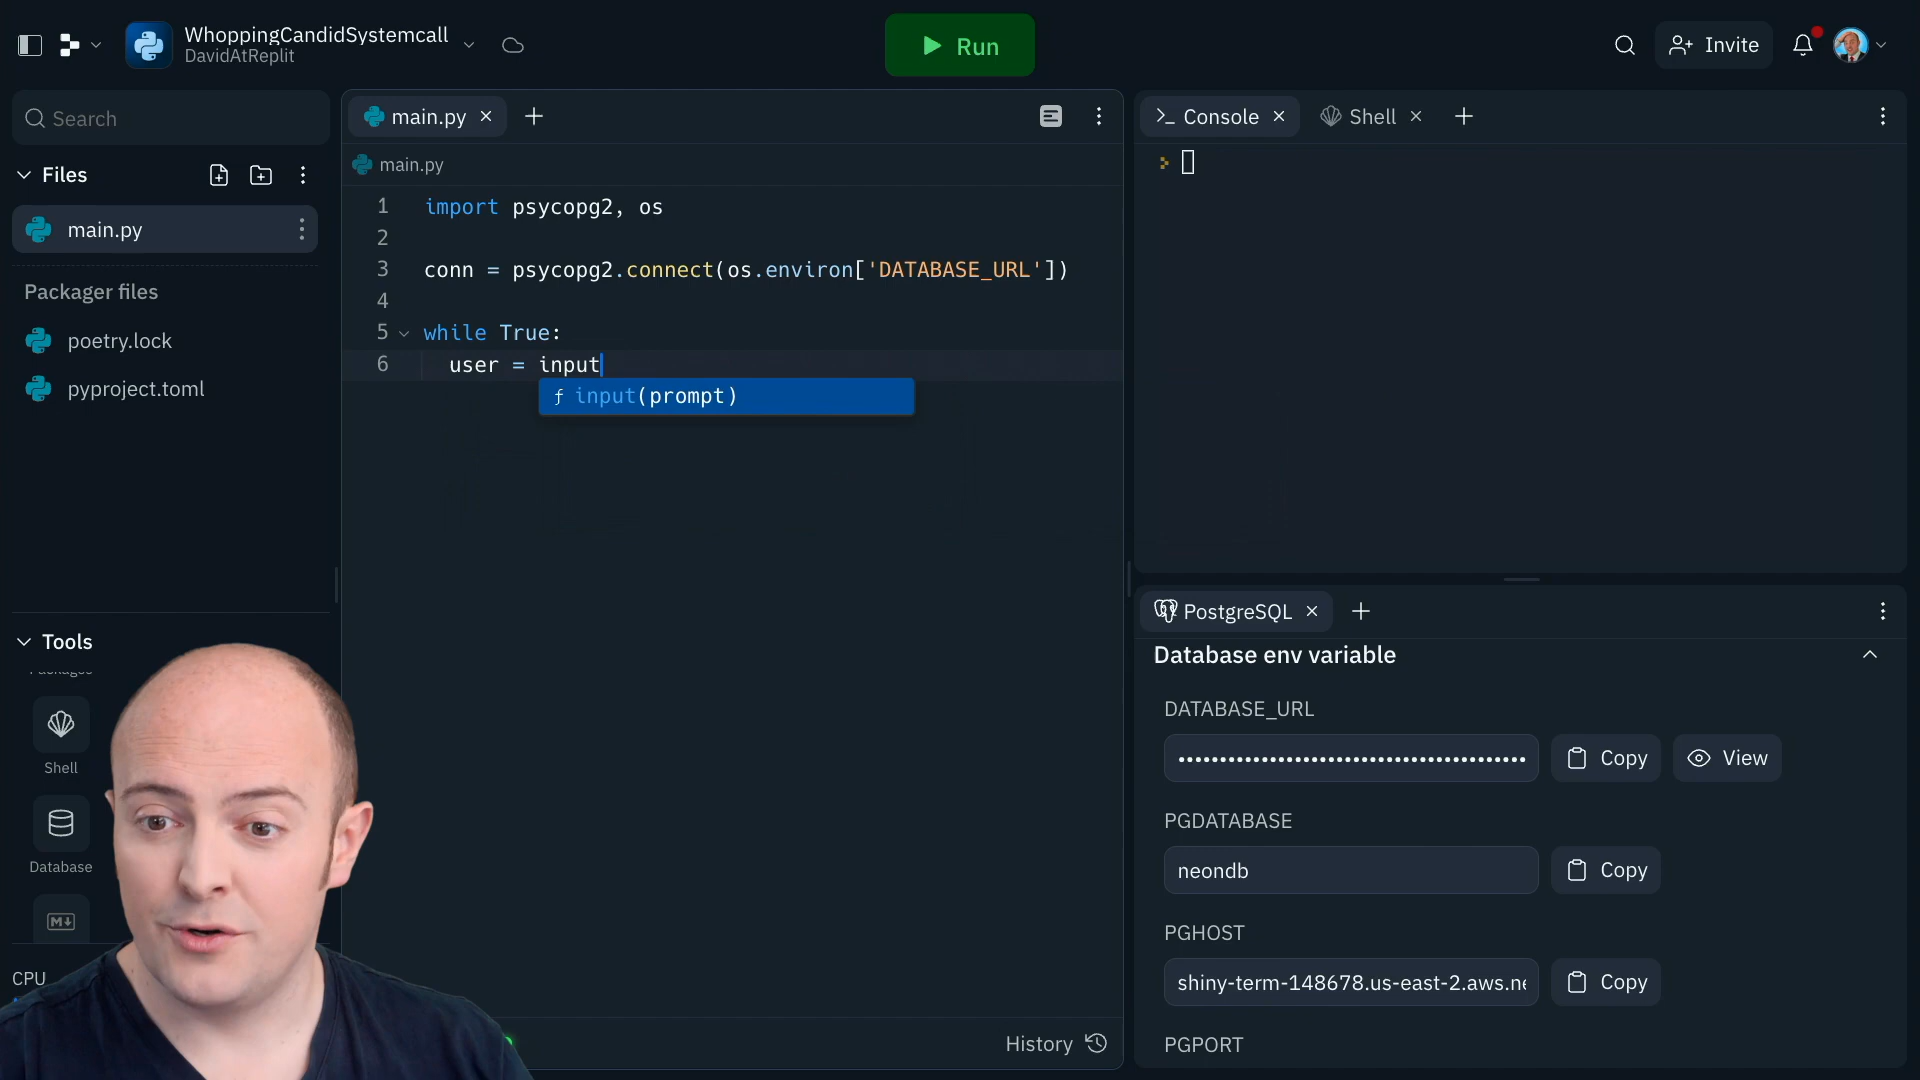 WhoppingCandidSystemcall
DavidAtReplit
Run
Invite
Search
Files
main.py
Packager files
poetry.lock
pyproject.toml
Tools
Packages
Shell
Database
M
CPU
main.py
main.py
1 import psycopg2, os
2
3 conn = psycopg2.connect(os.environ['DATABASE_URL'])
4
5 while True:
6 user = input
f input(prompt)
History
Console
Shell
PostgreSQL
Database env variable
DATABASE_URL
Copy
View
PGDATABASE
neondb
Copy
PGHOST
shiny-term-148678.us-east-2.aws.ne
Copy
PGPORT